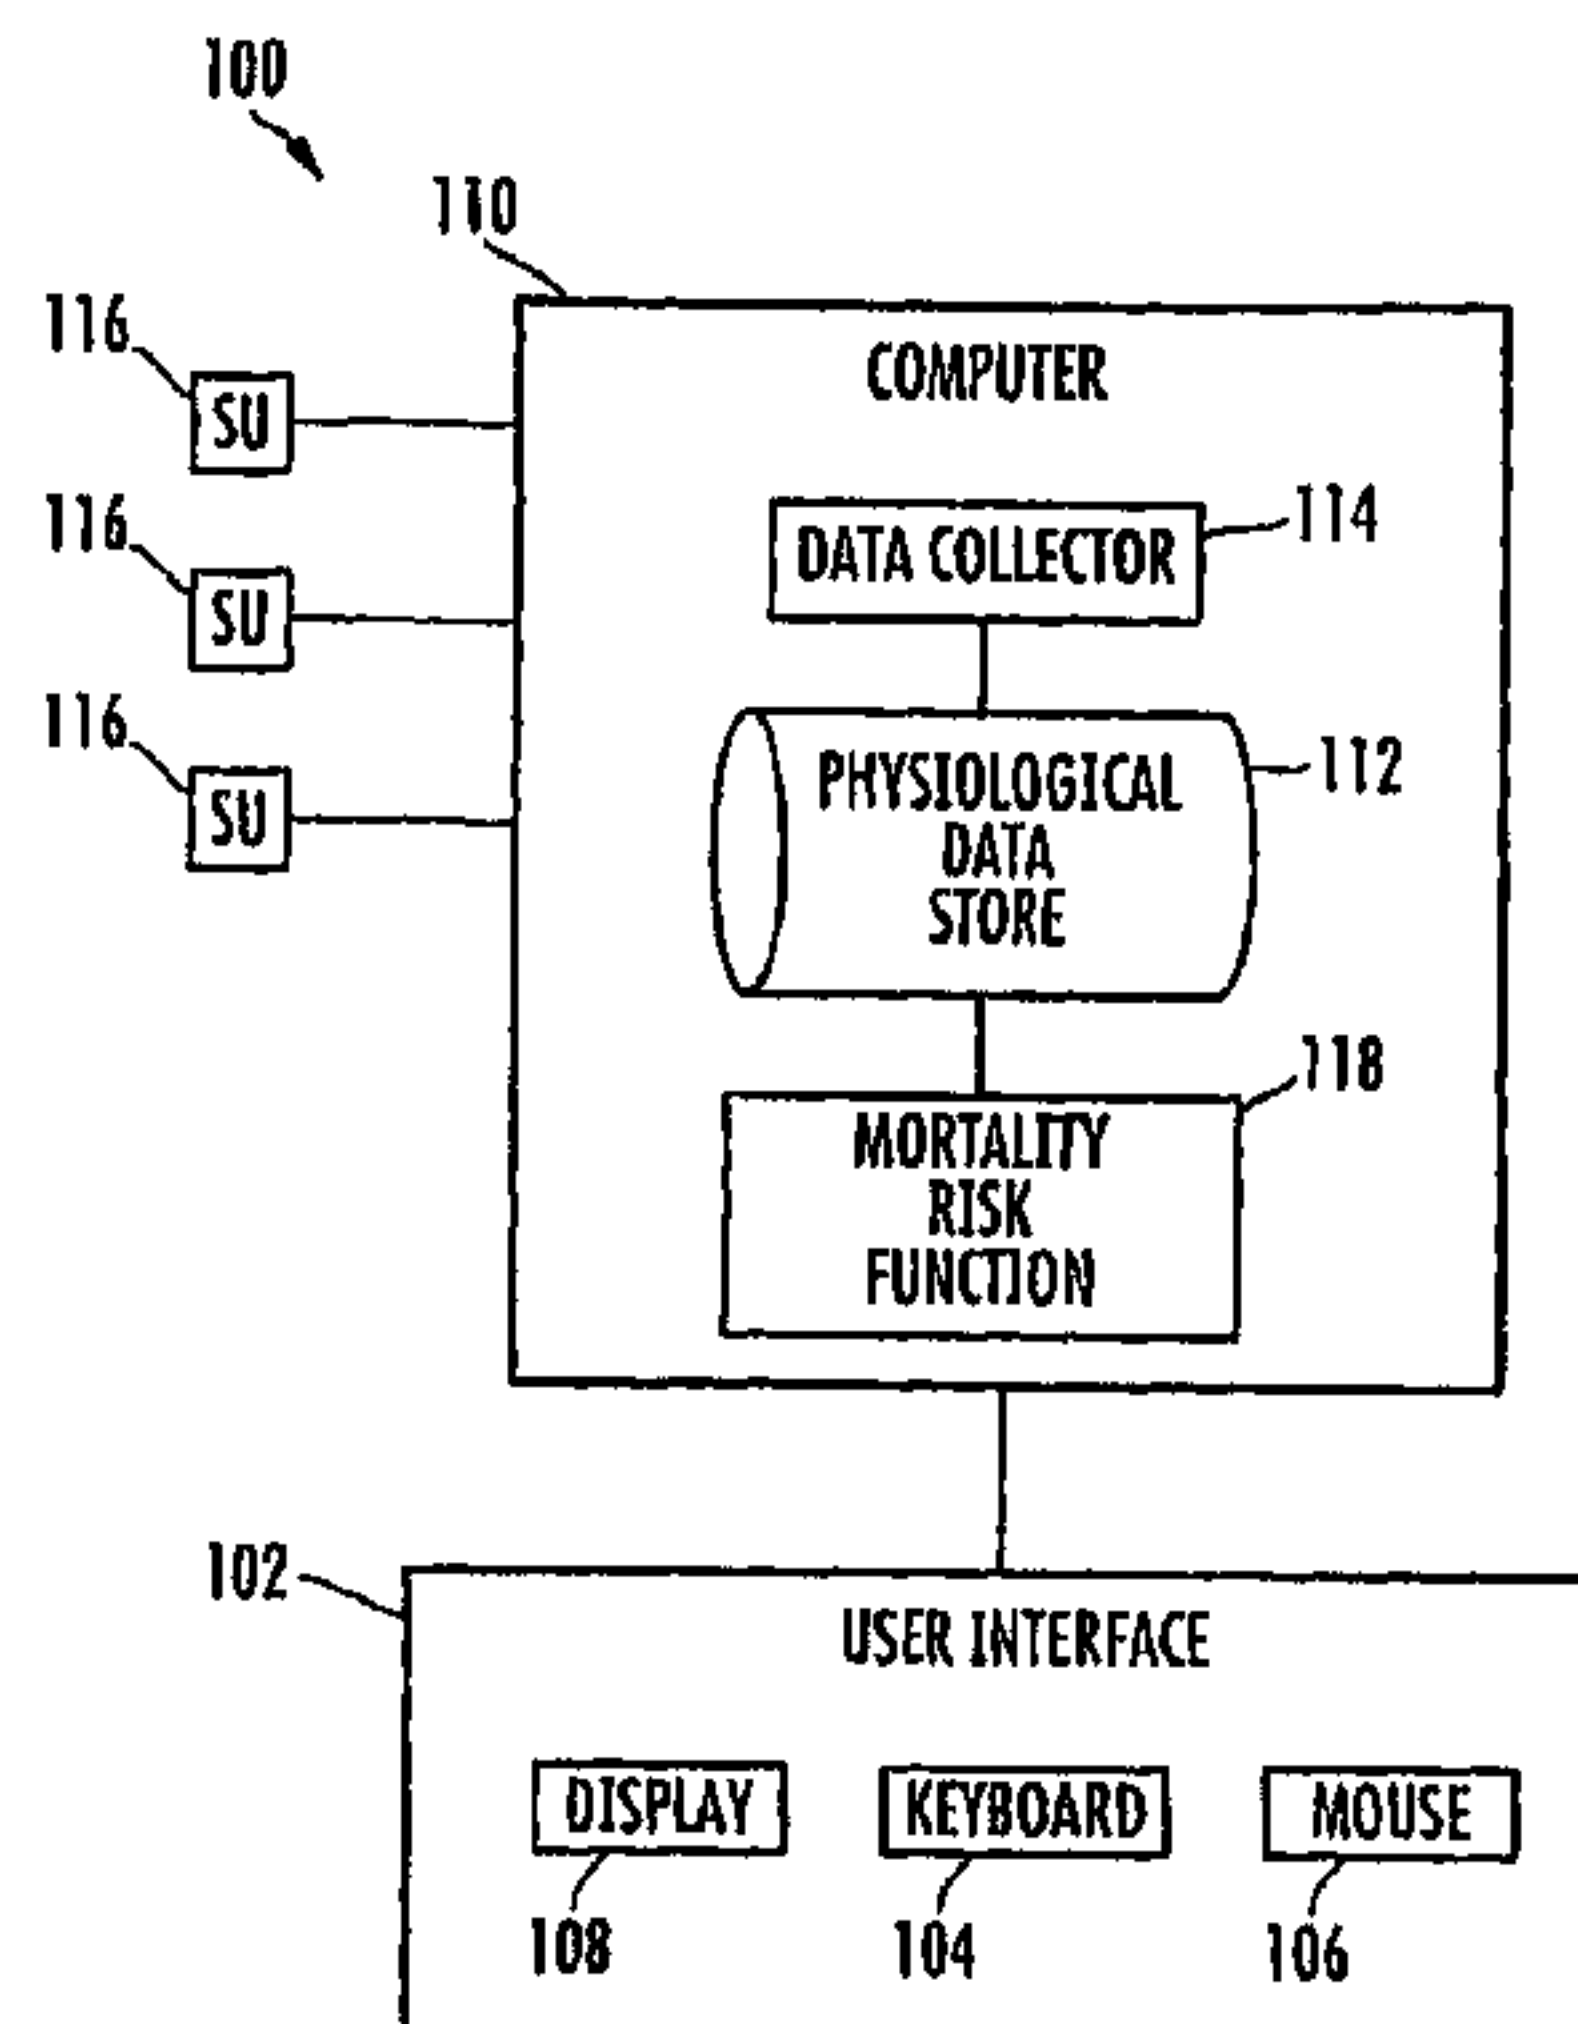 100
110
116
COMPUTER
SU
116
114
DATA COLLECTOR
SU
116
112
PHYSIOLOGICAL
DATA
STORE
SU
118
MORTALITY
RISK
FUNCTION
102
USER INTERFACE
DISPLAY KEYBOARD MOUSE
108 104 106